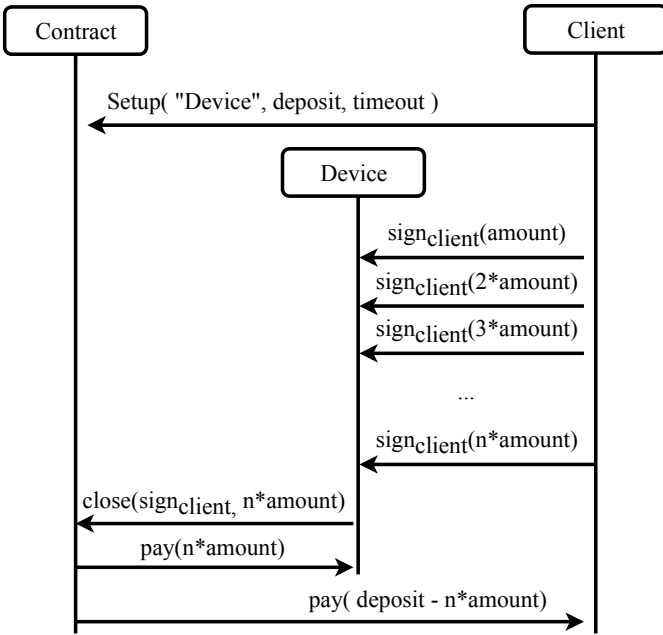 Contract
Client
Setup( "Device", deposit, timeout )
Device
sign_client(amount)
sign_client(2*amount)
sign_client(3*amount)
...
sign_client(n*amount)
close(sign_client, n*amount)
pay(n*amount)
pay( deposit - n*amount)